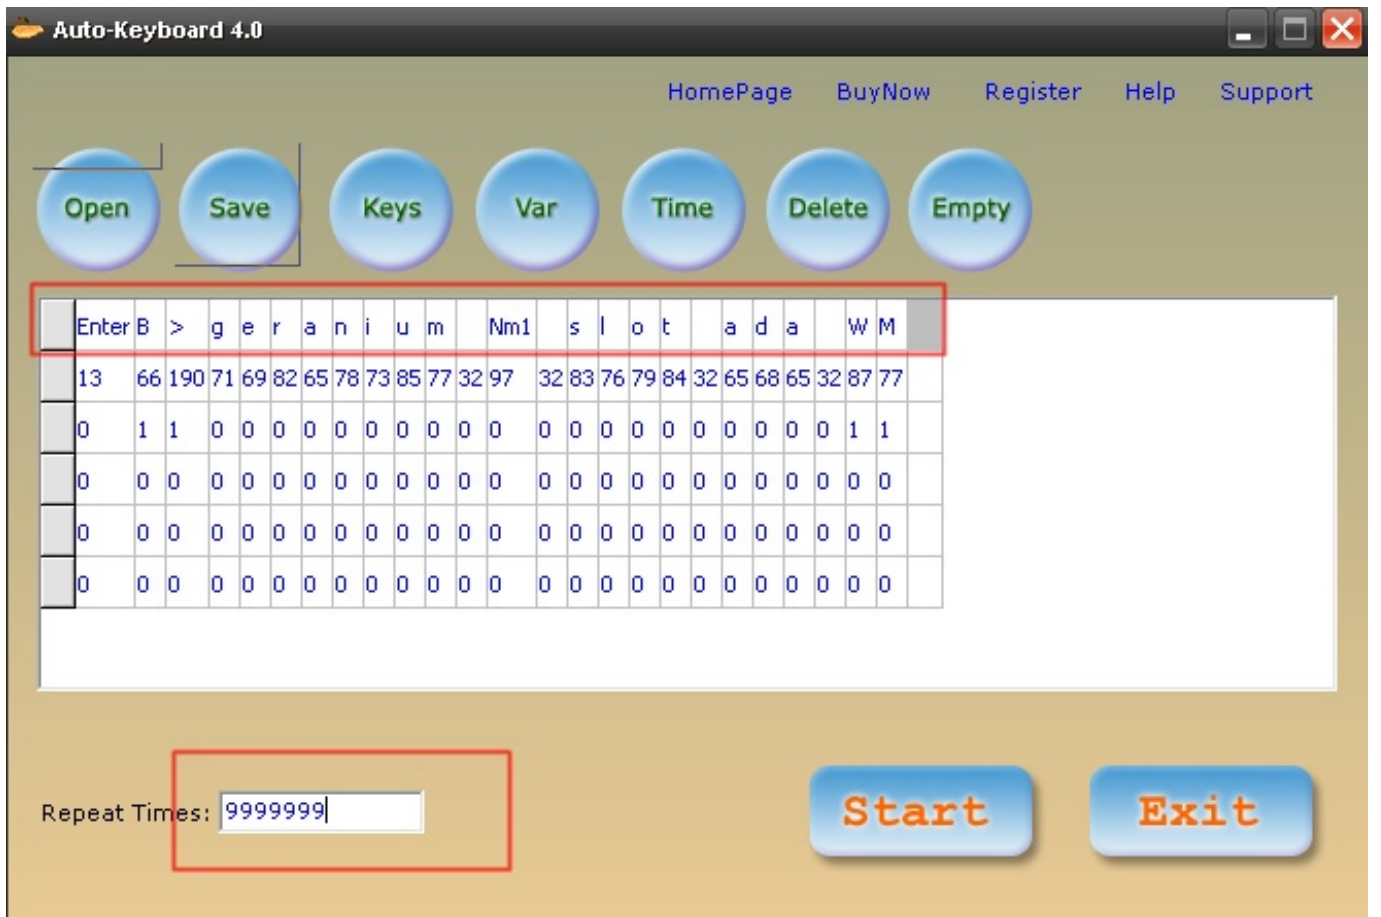 Auto-Keyboard 4.0
HomePage BuyNow Register Help Support
Open Save Keys Var Time Delete Empty
Enter B > g e r a n i u m Nm1 s l o t a d a W M
13 66 190 71 69 82 65 78 73 85 77 32 97 32 83 76 79 84 32 65 68 65 32 87 77
0 1 1 0 0 0 0 0 0 0 0 0 0 0 0 0 0 0 0 0 0 0 0 1 1
0 0 0 0 0 0 0 0 0 0 0 0 0 0 0 0 0 0 0 0 0 0 0 0 0
0 0 0 0 0 0 0 0 0 0 0 0 0 0 0 0 0 0 0 0 0 0 0 0 0
0 0 0 0 0 0 0 0 0 0 0 0 0 0 0 0 0 0 0 0 0 0 0 0 0
Repeat Times: 9999999
Start Exit